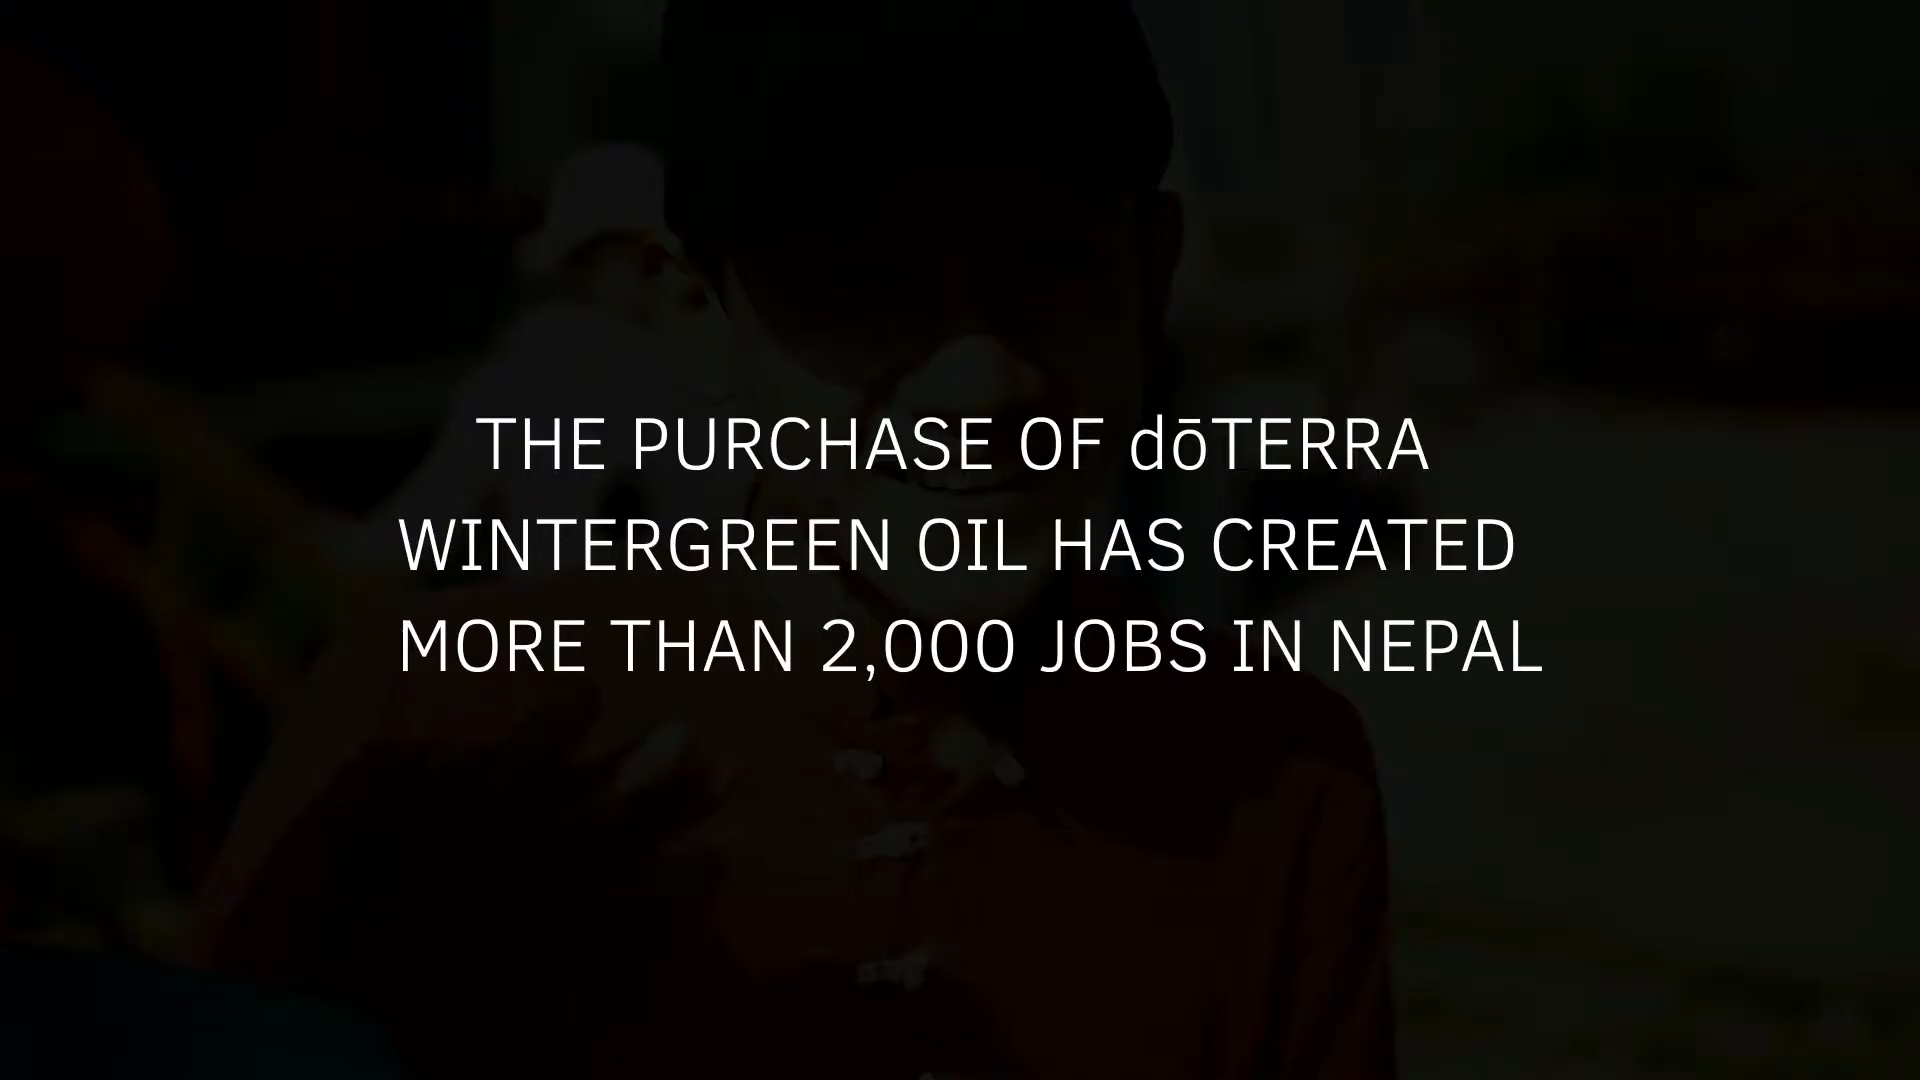 THE PURCHASE OF dōTERRA
WINTERGREEN OIL HAS CREATED
MORE THAN 2,000 JOBS IN NEPAL